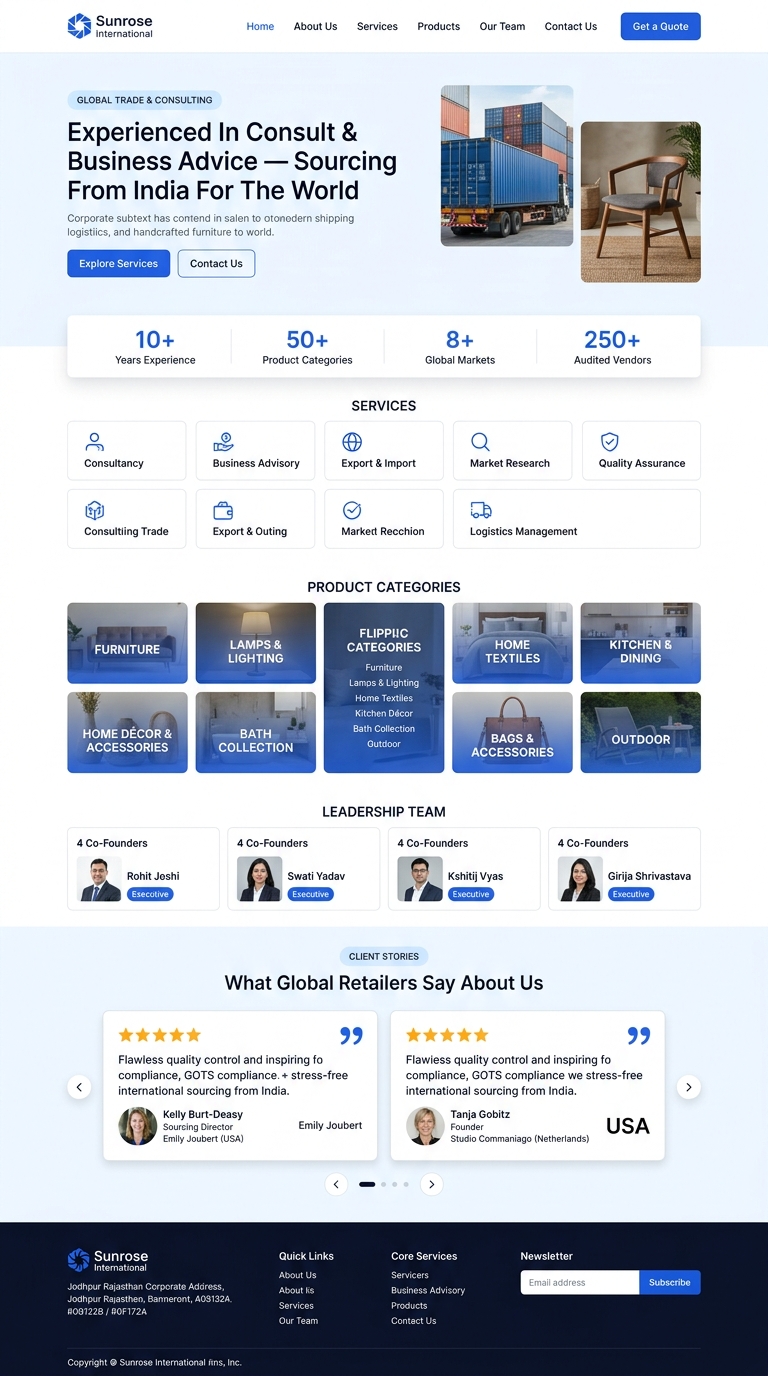 Sunrose
International
Home
About Us
Services
Products
Our Team
Contact Us
Get a Quote
GLOBAL TRADE & CONSULTING
Experienced In Consult &
Business Advice — Sourcing
From India For The World
Corporate subtext has contend in salen to otonodern shipping
logistiics, and handcrafted furniture to world.
Explore Services
Contact Us
10+
Years Experience
50+
Product Categories
8+
Global Markets
250+
Audited Vendors
SERVICES
Consultancy
Business Advisory
Export & Import
Market Research
Quality Assurance
Consultiing Trade
Export & Outing
Market Recchion
Logistics Management
PRODUCT CATEGORIES
FURNITURE
LAMPS &
LIGHTING
FLIPPIIC
CATEGORIES
Furniture
Lamps & Lighting
Home Textiles
Kitchen Décor
Bath Collection
Outdoor
HOME
TEXTILES
KITCHEN &
DINING
HOME DÉCOR &
ACCESSORIES
BATH
COLLECTION
BAGS &
ACCESSORIES
OUTDOOR
LEADERSHIP TEAM
4 Co-Founders
Rohit Joshi
Esecotive
4 Co-Founders
Swati Yadav
Executive
4 Co-Founders
Kshitij Vyas
Executive
4 Co-Founders
Girija Shrivastava
Executive
CLIENT STORIES
What Global Retailers Say About Us
Flawless quality control and inspiring fo
compliance, GOTS compliance. + stress-free
international sourcing from India.
Kelly Burt-Deasy
Sourcing Director
Emily Joubert (USA)
Emily Joubert
Flawless quality control and inspiring fo
compliance, GOTS compliance we stress-free
international sourcing from India.
Tanja Gobitz
Founder
Studio Commaniago (Netherlands)
USA
Sunrose
International
Jodhpur Rajasthan Corporate Address,
Jodhpur Rajasthen, Banneront, A08132A.
#09122B / #0F172A
Quick Links
About Us
About
Services
Our Team
Core Services
Servicers
Business Advisory
Products
Contact Us
Newsletter
Email address
Subscribe
Copyright @ Sunrose International Inc.